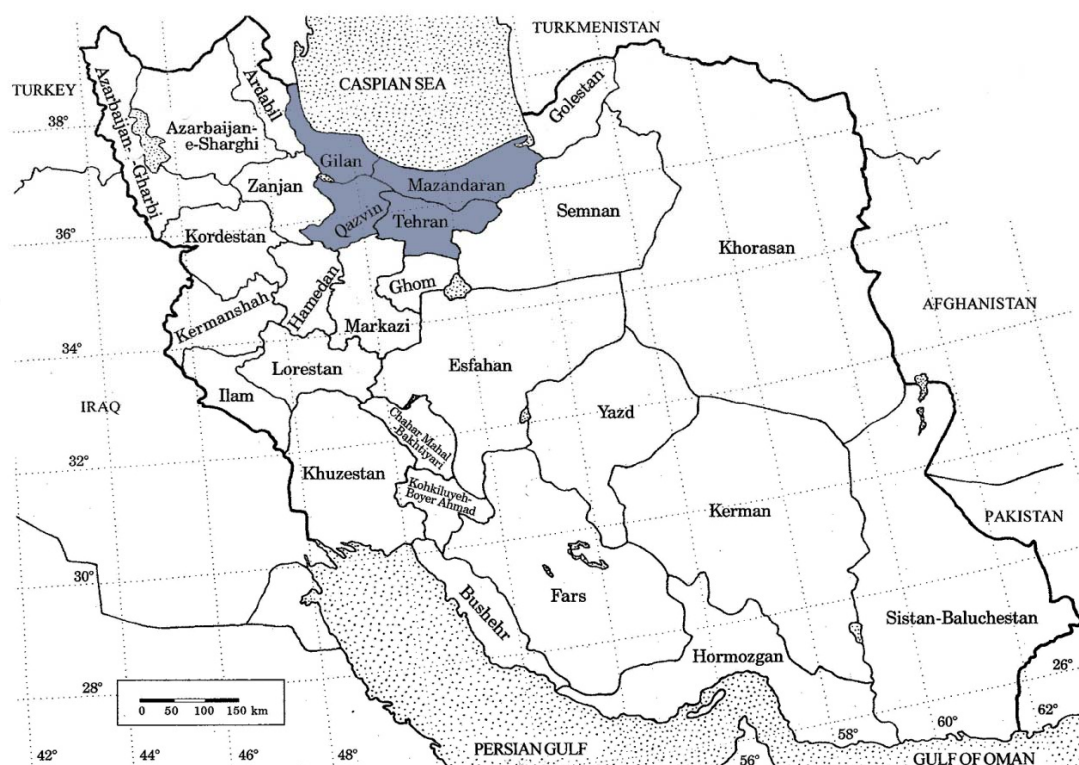 TURKMENISTAN
CASPIAN SEA
TURKEY
38°
Azarbaijan-
-Gharbi
Azarbaijan-
e-Sharghi
Ardabil
Golestan
Gilan
Mazandaran
Zanjan
Qazvin
Tehran
Semnan
36°
Kordestan
Khorasan
Hamedan
Ghom
Kermanshah
Markazi
AFGHANISTAN
34°
Lorestan
Esfahan
Ilam
IRAQ
Yazd
Chahar Mahal
-Bakhtiyari
32°
Khuzestan
Kohkiluyeh-
Boyer Ahmad
Kerman
PAKISTAN
30°
Bushehr
Fars
Sistan-Baluchestan
Hormozgan
28°
26°
0 50 100 150 km
42°
44°
46°
48°
PERSIAN GULF
56°
58°
60°
62°
GULF OF OMAN